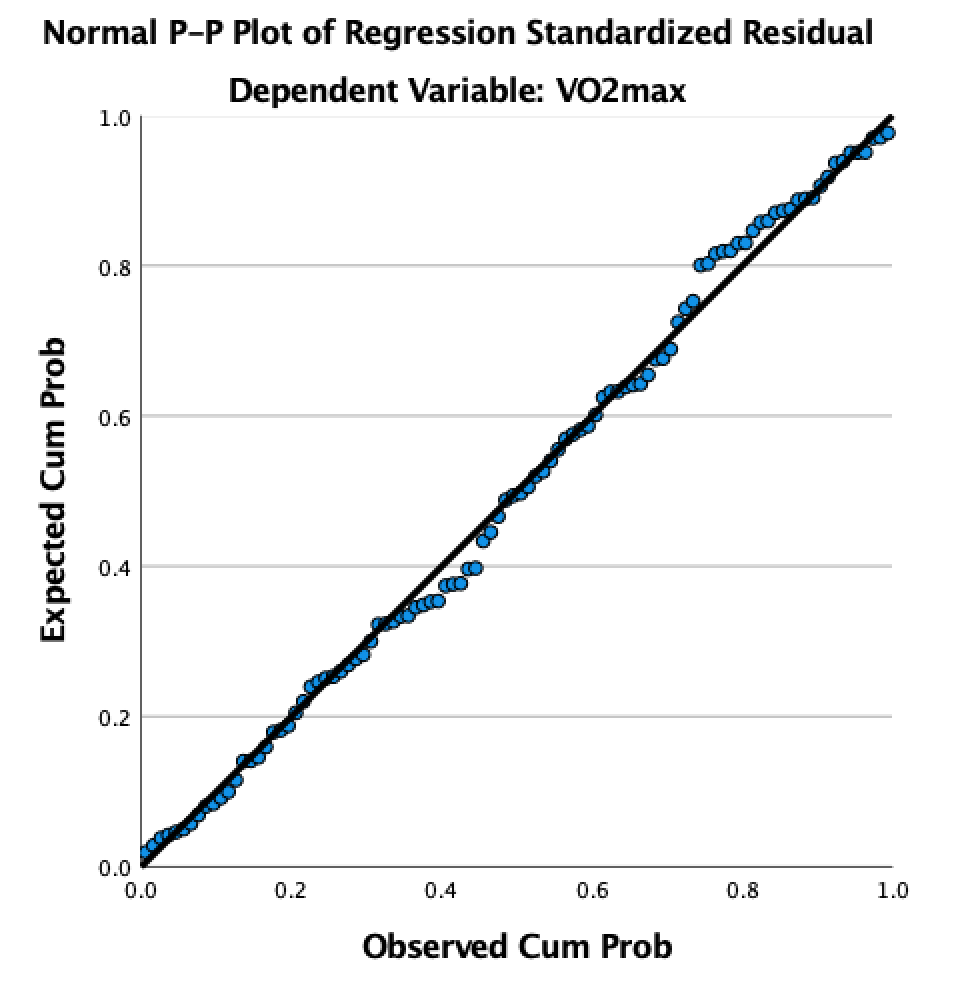 Normal P-P Plot of Regression Standardized Residual
Dependent Variable: VO2max
1.0
0.8
0.6
0.4
0.2
0.0
Expected Cum Prob
0.0 0.2 0.4 0.6 0.8 1.0
Observed Cum Prob